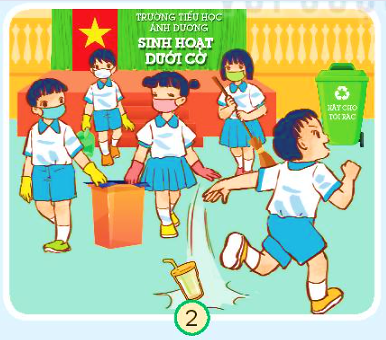 TRƯỜNG TIỂU HỌC
ÁNH DƯƠNG
SINH HOẠT
DƯỚI CỜ
HÃY CHO
TÔI RÁC
2